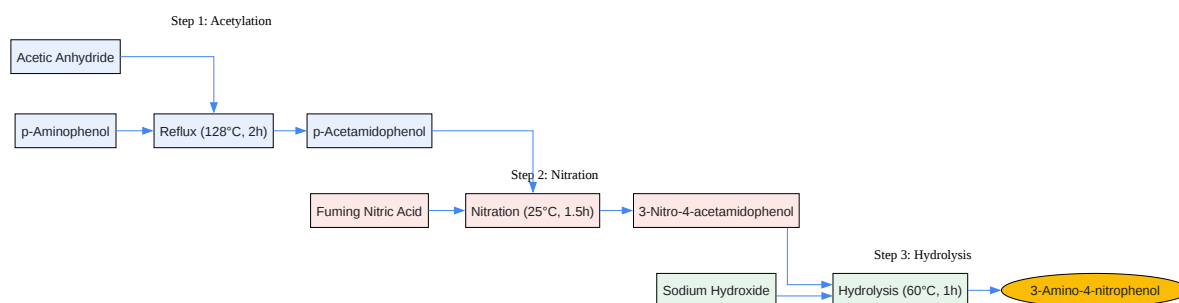 Step 1: Acetylation
Acetic Anhydride
p-Aminophenol
Reflux (128°C, 2h)
p-Acetamidophenol
Step 2: Nitration
Fuming Nitric Acid
Nitration (25°C, 1.5h)
3-Nitro-4-acetamidophenol
Step 3: Hydrolysis
Sodium Hydroxide
Hydrolysis (60°C, 1h)
3-Amino-4-nitrophenol